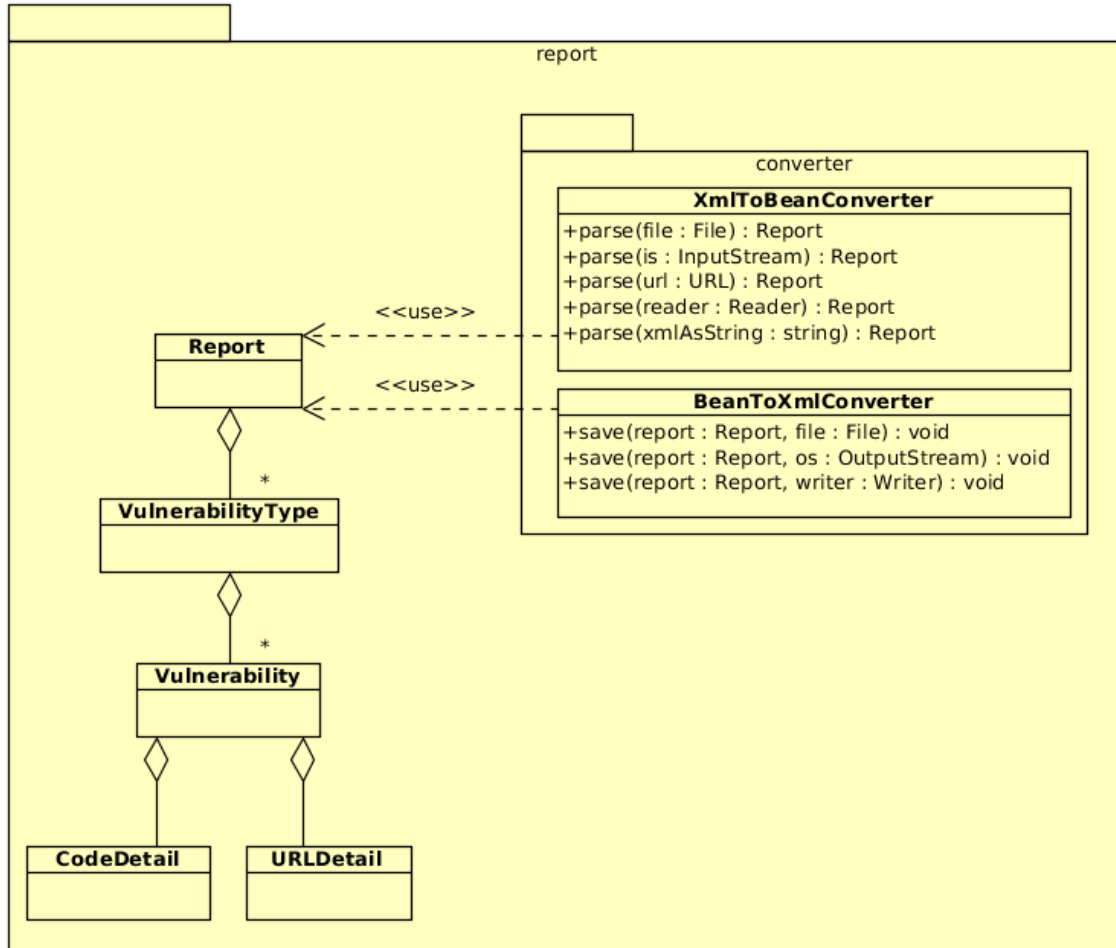 report
converter
XmlToBeanConverter
+parse(file : File) : Report
+parse(is : InputStream) : Report
+parse(url : URL) : Report
+parse(reader : Reader) : Report
+parse(xmlAsString : string) : Report
<<use>>
Report
<<use>>
BeanToXmlConverter
+save(report : Report, file : File) : void
+save(report : Report, os : OutputStream) : void
+save(report : Report, writer : Writer) : void
*
VulnerabilityType
*
Vulnerability
CodeDetail
URLDetail